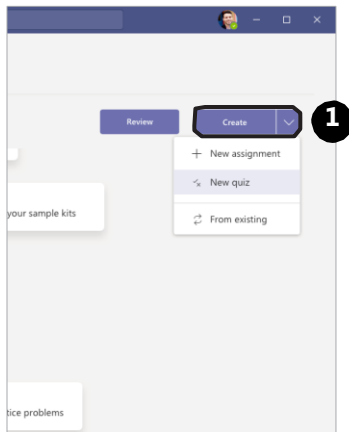 Review
Create
1
New assignment
New quiz
your sample kits
From existing
tice problems